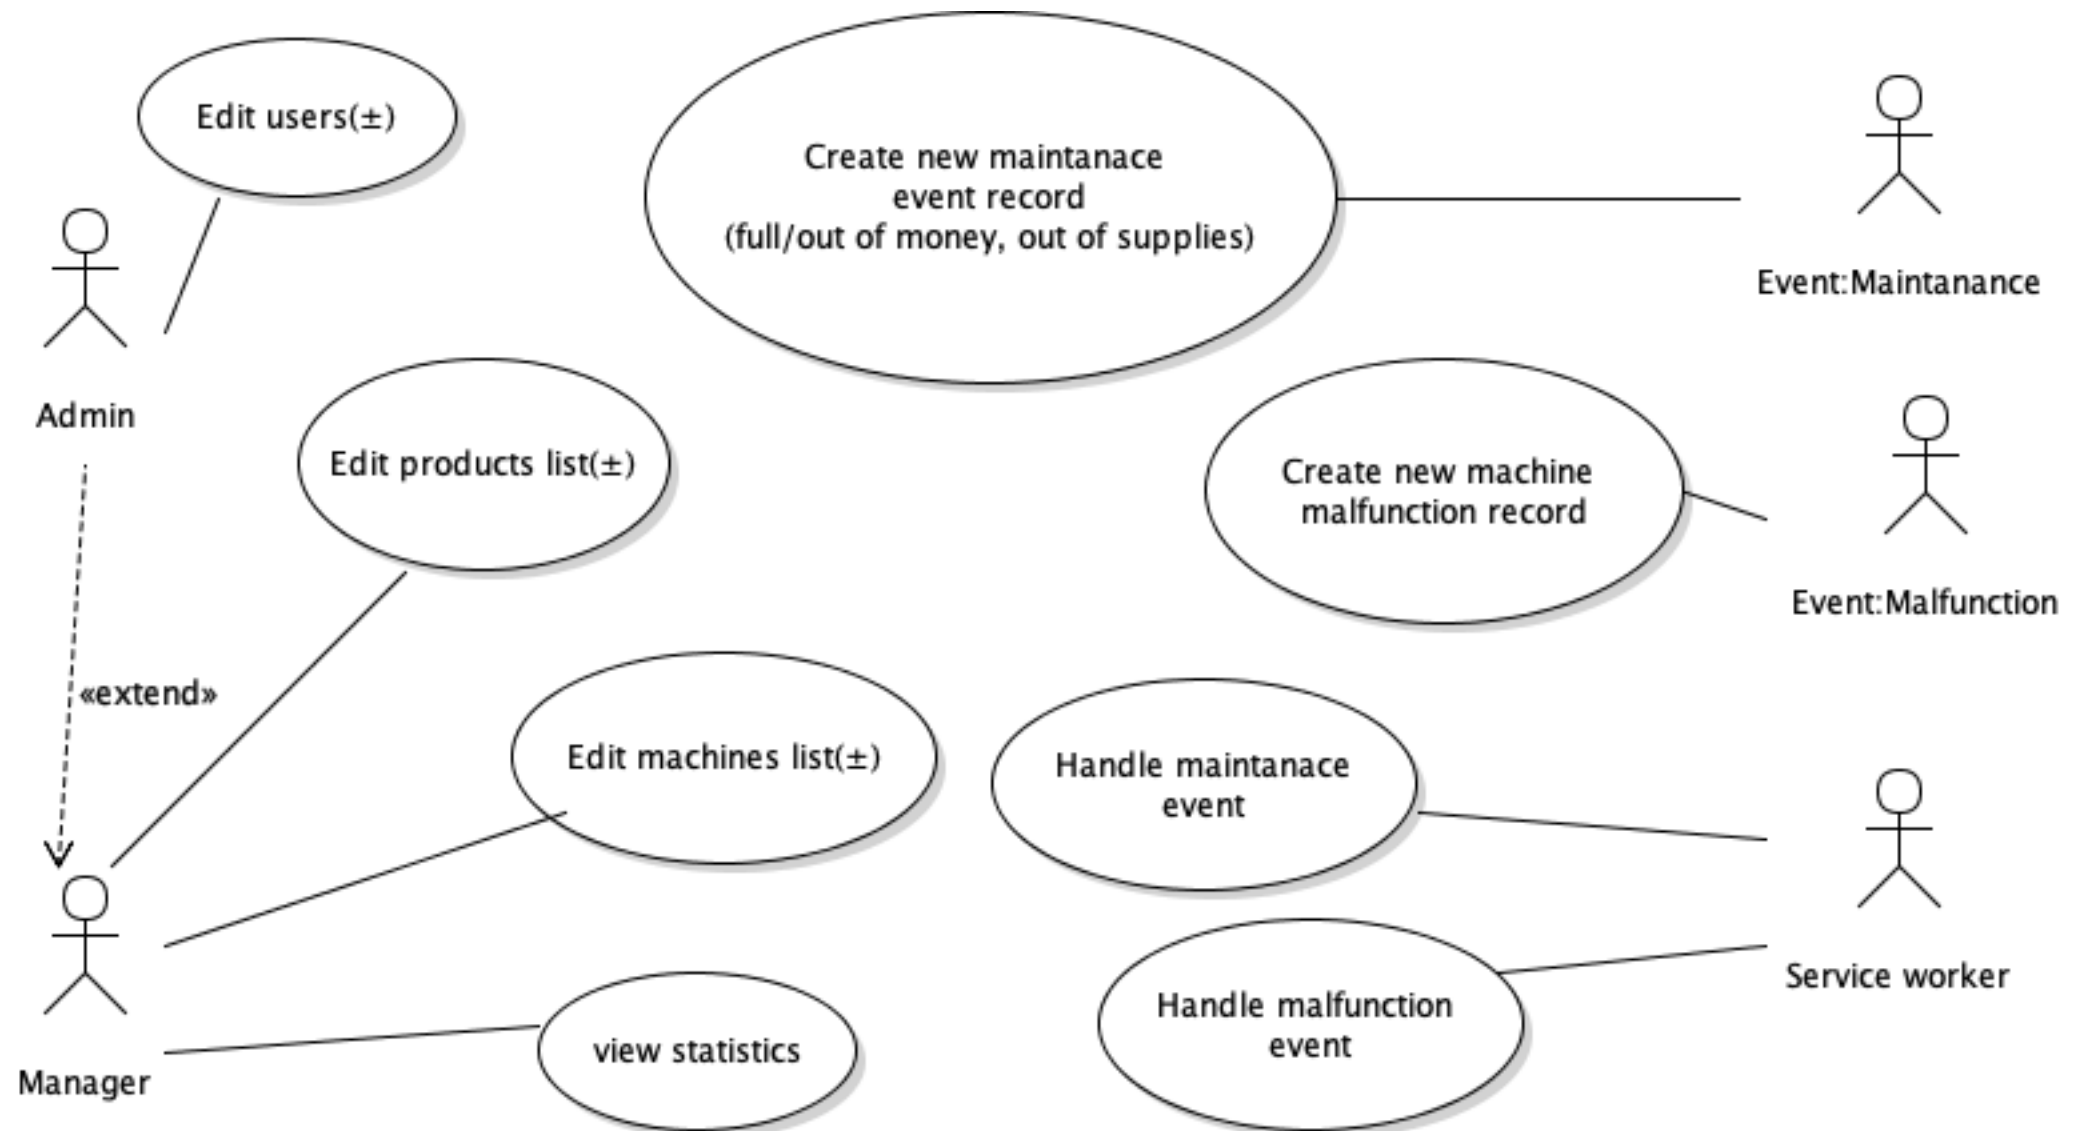 Edit users(±)
Create new maintanace
event record
(full/out of money, out of supplies)
Event:Maintanance
Admin
Edit products list(±)
Create new machine
malfunction record
Event:Malfunction
«extend»
Edit machines list(±)
Handle maintanace
event
Service worker
Handle malfunction
event
view statistics
Manager